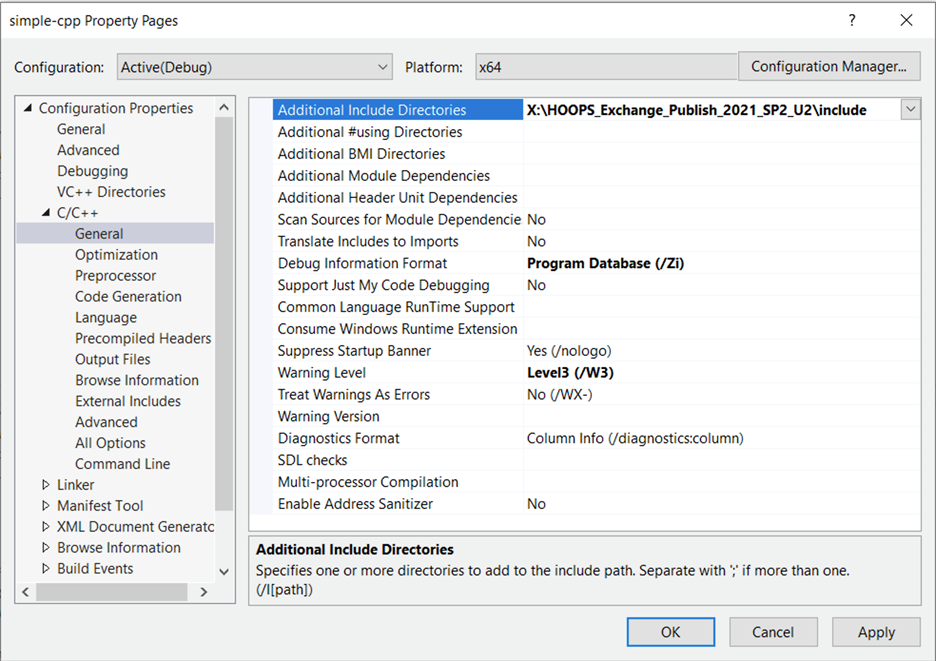 simple-cpp Property Pages ?
Configuration: Active(Debug) Platform: x64 Configuration Manager...
Configuration Properties
General
Advanced
Debugging
VC++ Directories
C/C++
General
Optimization
Preprocessor
Code Generation
Language
Precompiled Headers
Output Files
Browse Information
External Includes
Advanced
All Options
Command Line
Linker
Manifest Tool
XML Document Generato
Browse Information
Build Events
Additional Include Directories X:\HOOPS_Exchange_Publish_2021_SP2_U2\include
Additional #using Directories
Additional BMI Directories
Additional Module Dependencies
Additional Header Unit Dependencies
Scan Sources for Module Dependencie No
Translate Includes to Imports No
Debug Information Format Program Database (/Zi)
Support Just My Code Debugging No
Common Language RunTime Support
Consume Windows Runtime Extension
Suppress Startup Banner Yes (/nologo)
Warning Level Level3 (/W3)
Treat Warnings As Errors No (/WX-)
Warning Version
Diagnostics Format Column Info (/diagnostics:column)
SDL checks
Multi-processor Compilation
Enable Address Sanitizer No
Additional Include Directories
Specifies one or more directories to add to the include path. Separate with ';' if more than one.
(/I[path])
OK Cancel Apply